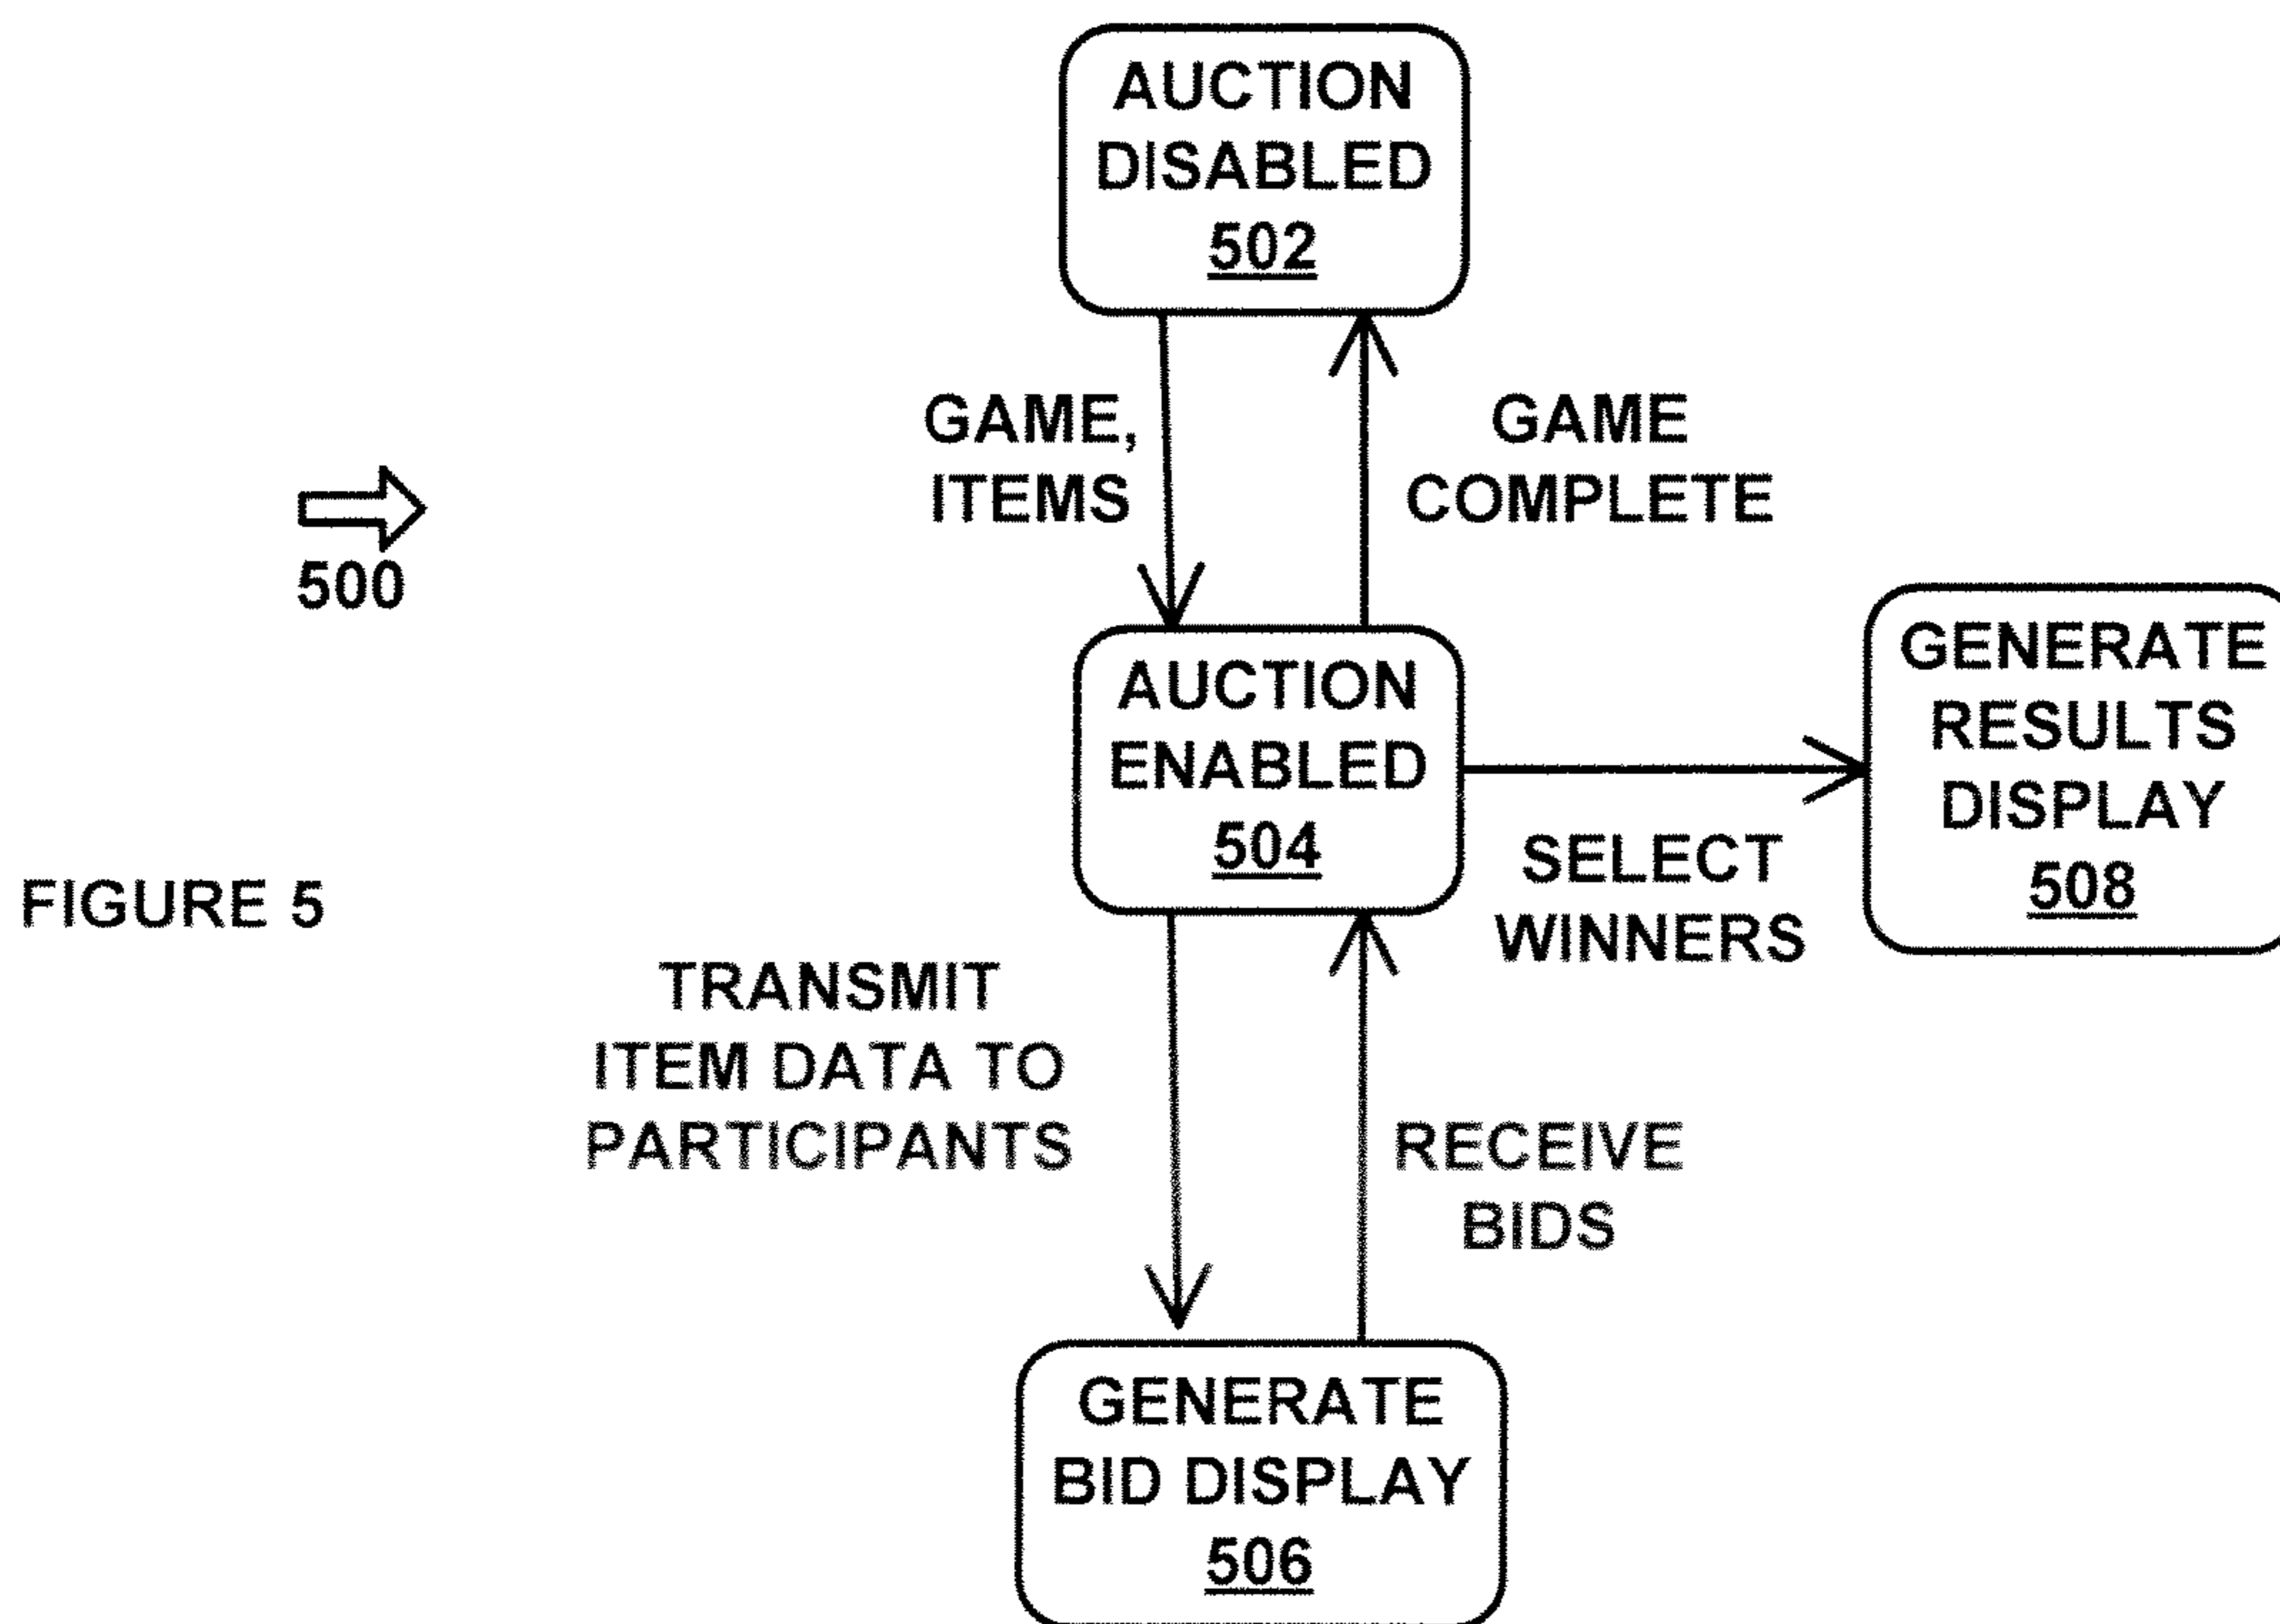 AUCTION
DISABLED
502
GAME,
ITEMS
GAME
COMPLETE
500
AUCTION
ENABLED
504
GENERATE
RESULTS
DISPLAY
508
SELECT
WINNERS
FIGURE 5
TRANSMIT
ITEM DATA TO
PARTICIPANTS
RECEIVE
BIDS
GENERATE
BID DISPLAY
506